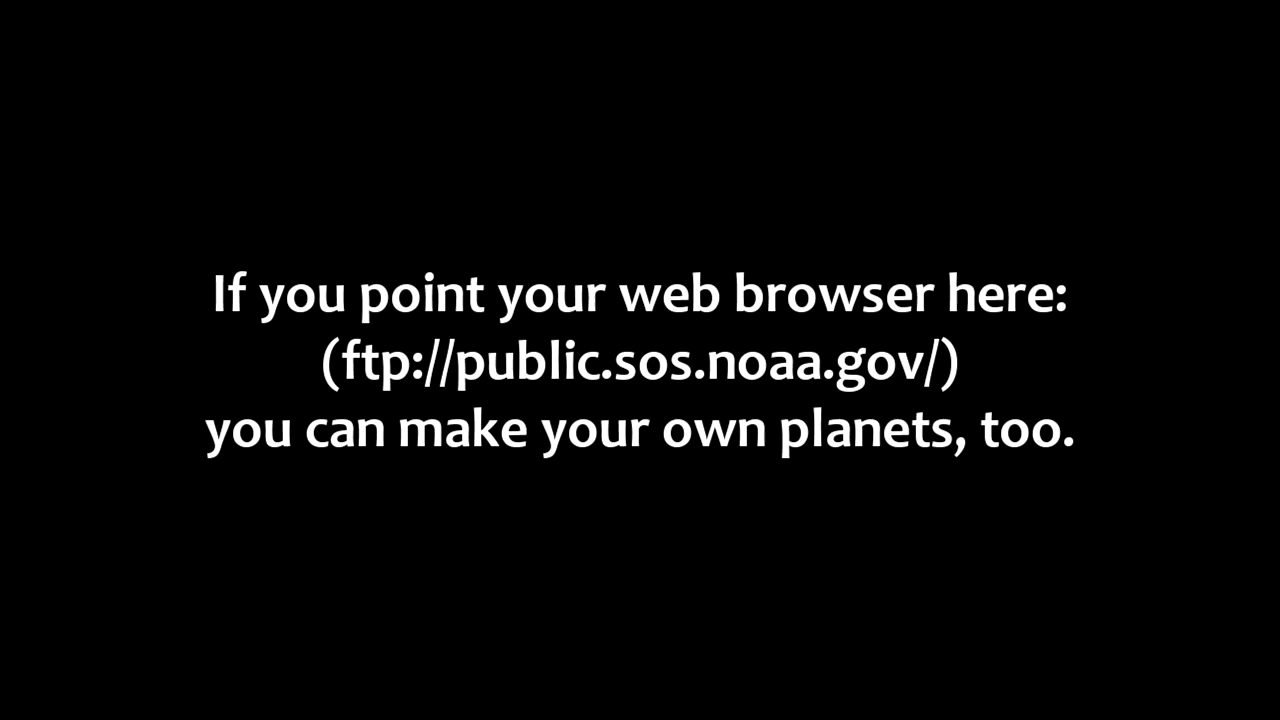 If you point your web browser here:
(ftp://public.sos.noaa.gov/)
you can make your own planets, too.